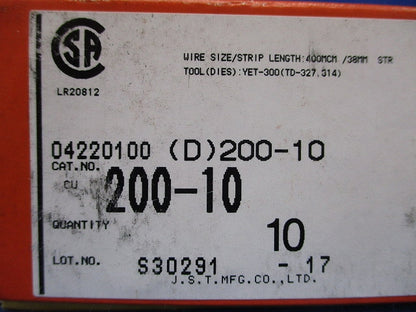 CSA
WIRE SIZE/STRIP LENGTH:400MCM /38MM STR
TOOL(DIES):YET-300(TD-327,314)
LR20812
04220100 (D)200-10
CAT.NO.
CU 200-10
QUANTITY 10
LOT.NO. S30291 - 17
J.S.T.MFG.CO.,LTD.